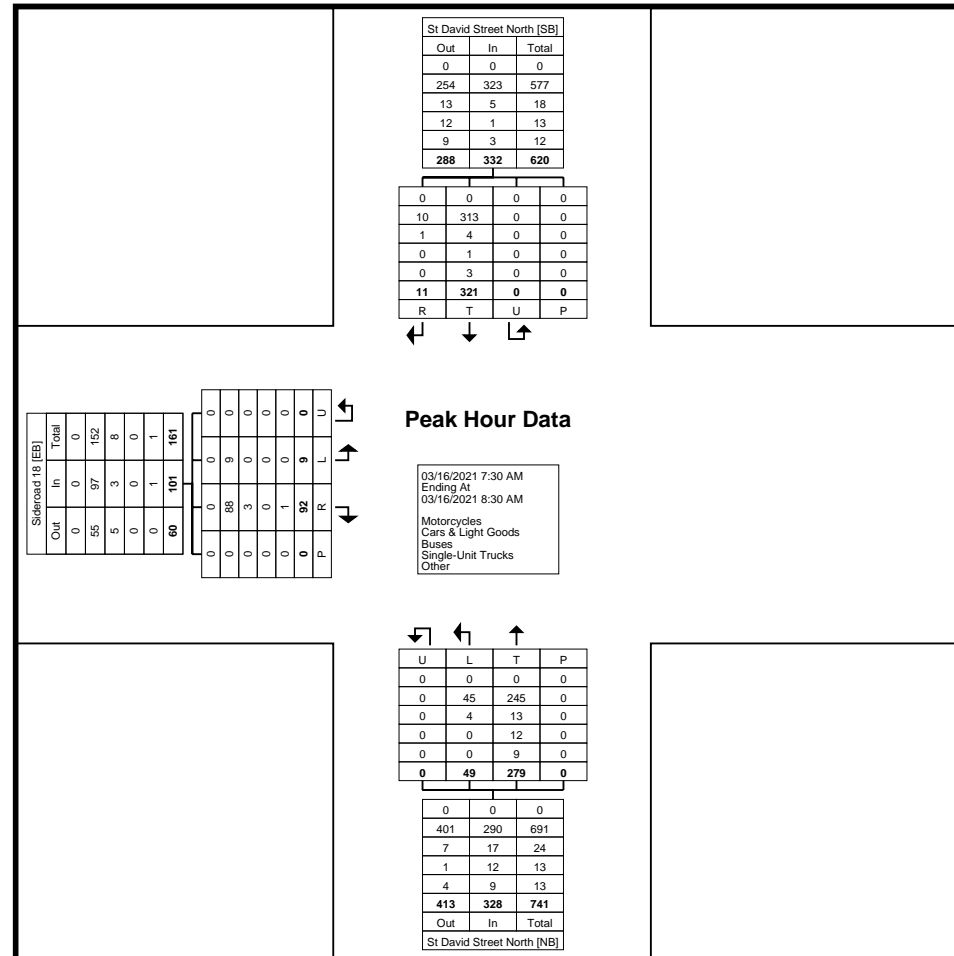 St David Street North [SB]
Out In Total
0 0 0
254 323 577
13 5 18
12 1 13
9 3 12
288 332 620
0 0 0 0
10 313 0 0
1 4 0 0
0 1 0 0
0 3 0 0
11 321 0 0
R T U P
Sideroad 18 [EB]
Out In Total
0 0 0
55 97 152
5 3 8
0 0 0
0 1 1
60 101 161
0 0 0 0
0 88 9 0
0 3 0 0
0 0 0 0
0 1 0 0
0 92 9 0
P R L U
Peak Hour Data
03/16/2021 7:30 AM
Ending At
03/16/2021 8:30 AM
Motorcycles
Cars & Light Goods
Buses
Single-Unit Trucks
Other
U L T P
0 0 0 0
0 45 245 0
0 4 13 0
0 0 12 0
0 0 9 0
0 49 279 0
0 0 0
401 290 691
7 17 24
1 12 13
4 9 13
413 328 741
Out In Total
St David Street North [NB]